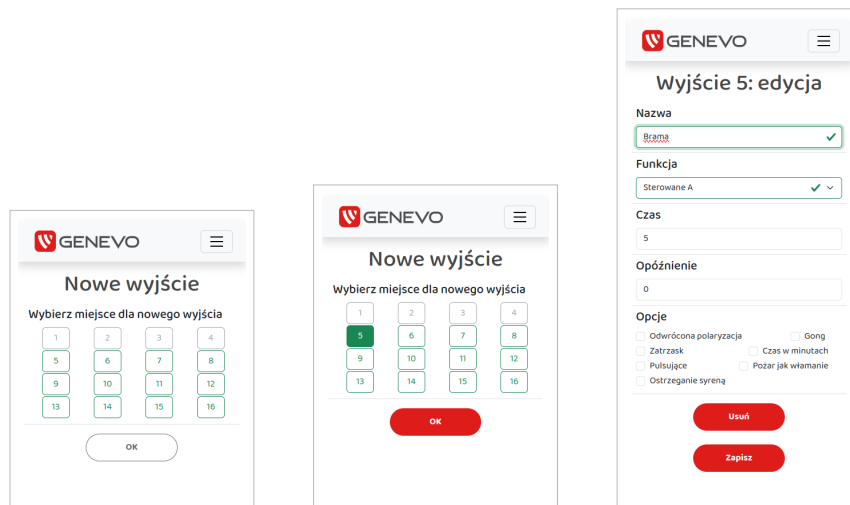 GENEVO
Nowe wyjście
Wybierz miejsce dla nowego wyjścia
1 2 3 4
5 6 7 8
9 10 11 12
13 14 15 16
OK
GENEVO
Nowe wyjście
Wybierz miejsce dla nowego wyjścia
1 2 3 4
5 6 7 8
9 10 11 12
13 14 15 16
OK
GENEVO
Wyjście 5: edycja
Nazwa
Brama
Funkcja
Sterowane A
Czas
5
Opóźnienie
0
Opcje
Odwrócona polaryzacja Gong
Zatrzask Czas w minutach
Pulsujące Pożar jak włamanie
Ostrzeganie syreną
Usuń
Zapisz